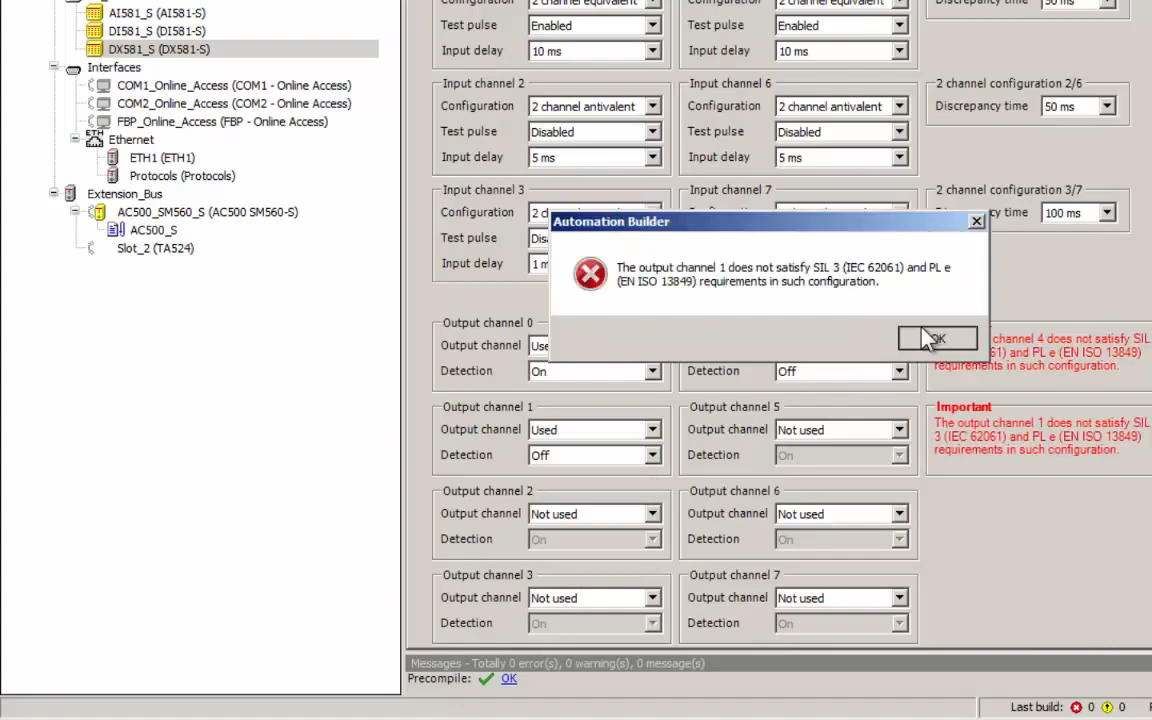 AI581_S (AI581-S)
DI581_S (DI581-S)
DX581_S (DX581-S)
Interfaces
COM1_Online_Access (COM1 - Online Access)
COM2_Online_Access (COM2 - Online Access)
FBP_Online_Access (FBP - Online Access)
ETH
Ethernet
ETH1 (ETH1)
Protocols (Protocols)
Extension_Bus
AC500_SM560_S (AC500 SM560-S)
AC500_S
Slot_2 (TA524)
Configuration 2 channel equivalent
2 channel equivalent
Discrepancy time 50 ms
Test pulse Enabled
Test pulse Enabled
Input delay 10 ms
Input delay 10 ms
Input channel 2
Input channel 6
2 channel configuration 2/6
Configuration 2 channel antivalent
Configuration 2 channel antivalent
Discrepancy time 50 ms
Test pulse Disabled
Test pulse Disabled
Input delay 5 ms
Input delay 5 ms
Input channel 3
Input channel 7
2 channel configuration 3/7
Configuration
time 100 ms
Test pulse
Input delay
Automation Builder
The output channel 1 does not satisfy SIL 3 (IEC 62061) and PL e
(EN ISO 13849) requirements in such configuration.
OK
Output channel 0
Output channel
Detection On
Detection Off
channel 4 does not satisfy SIL
61) and PL e (EN ISO 13849)
requirements in such configuration.
Output channel 1
Output channel Used
Detection Off
Output channel 5
Output channel Not used
Detection On
Important
The output channel 1 does not satisfy SIL
3 (IEC 62061) and PL e (EN ISO 13849)
requirements in such configuration.
Output channel 2
Output channel Not used
Detection On
Output channel 6
Output channel Not used
Detection On
Output channel 3
Output channel Not used
Detection On
Output channel 7
Output channel Not used
Detection On
Messages - Totally 0 error(s), 0 warning(s), 0 message(s)
Precompile: OK
Last build: 0 0